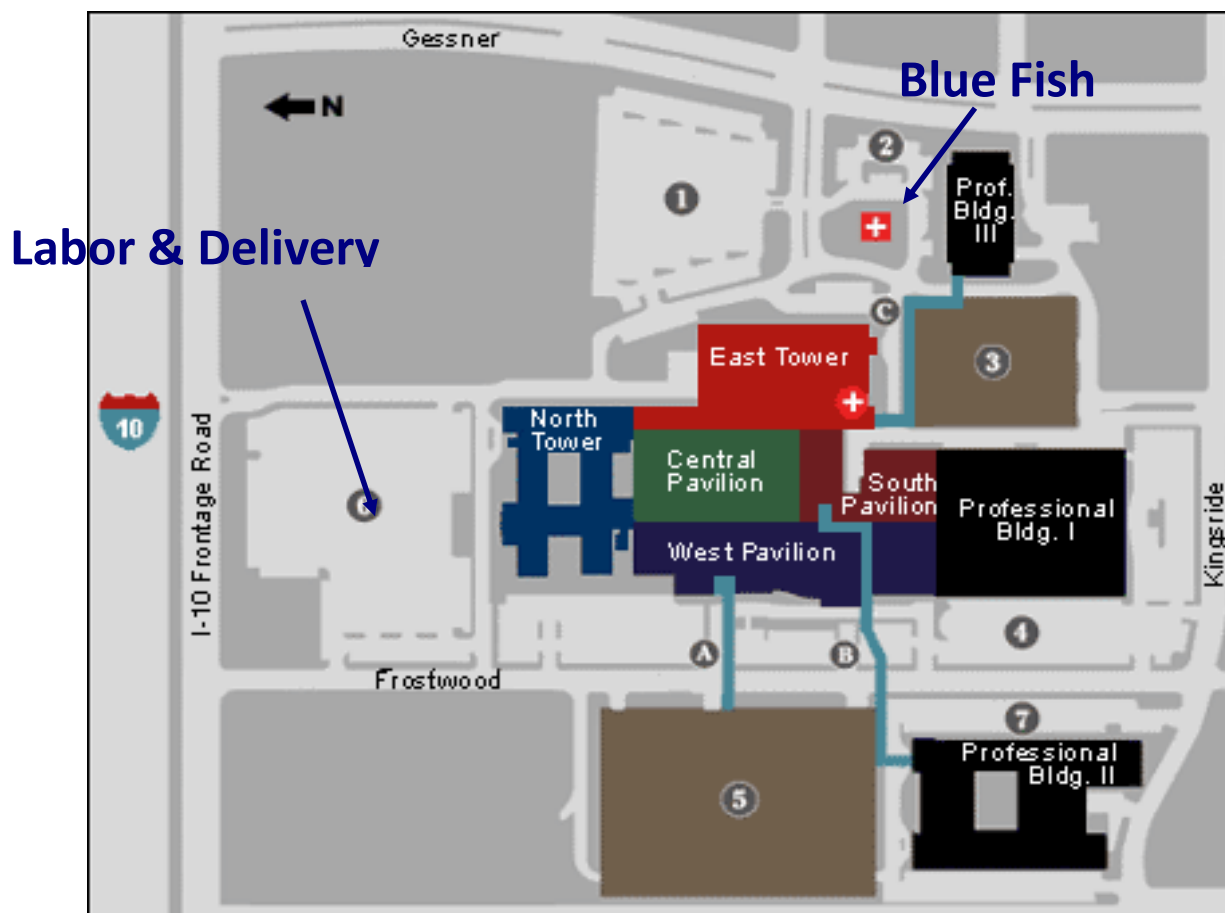 Gessner
Blue Fish
N
2
1
Prof.
Bldg.
III
Labor & Delivery
C
East Tower
3
10
North
Tower
Central
Pavilion
South
Pavilion
Professional
Bldg. I
6
West Pavilion
I-10 Frontage Road
Kingsride
4
A
B
Frostwood
7
Professional
Bldg. II
5